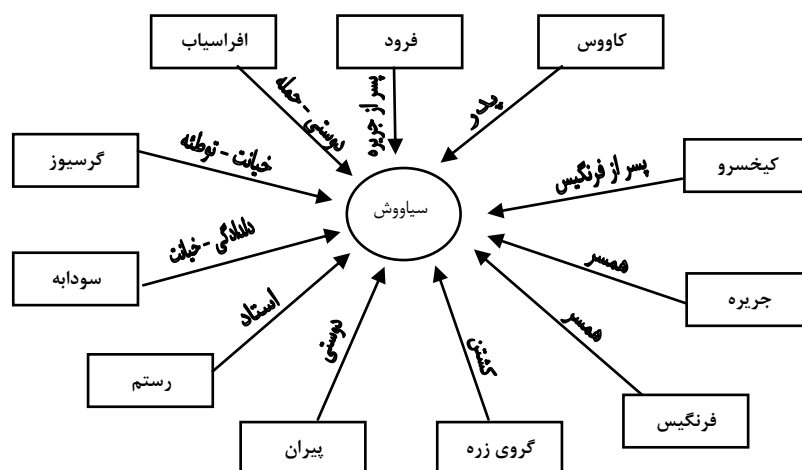 کاووس
فرود
افراسیاب
پدر
پسر از جریره
دوستی - حمله
کیخسرو
پسر از فرنگیس
سیاووش
خیانت - توطئه
گرسیوز
جریره
همسر
دلدادگی - خیانت
سودابه
فرنگیس
همسر
کشتن
دوستی
استاد
رستم
گروی زره
پیران